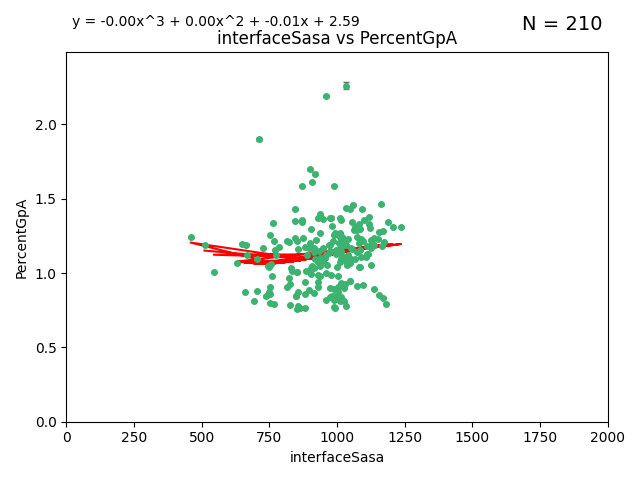 y = -0.00x^3 + 0.00x^2 + -0.01x + 2.59
N = 210
interfaceSasa vs PercentGpA
PercentGpA
2.0
1.5
1.0
0.5
0.0
0 250 500 750 1000 1250 1500 1750 2000
interfaceSasa